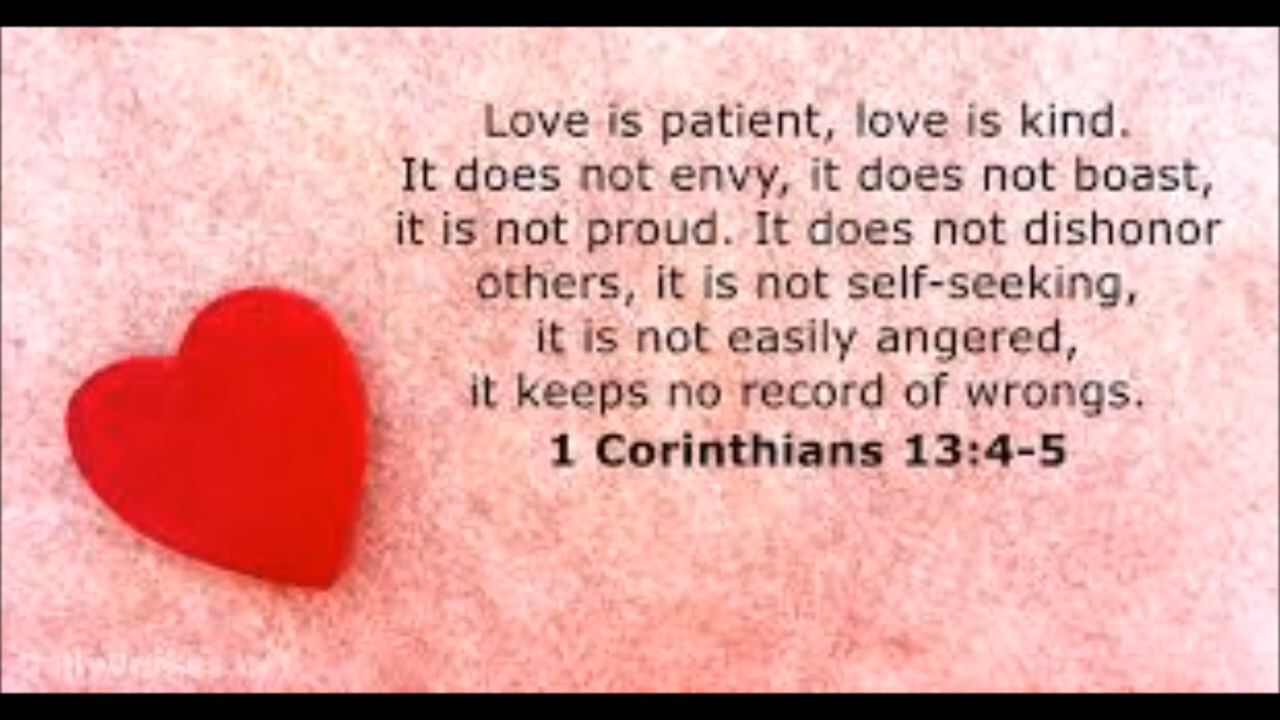 Love is patient, love is kind.
It does not envy, it does not boast,
it is not proud. It does not dishonor
others, it is not self-seeking,
it is not easily angered,
it keeps no record of wrongs.
1 Corinthians 13:4-5